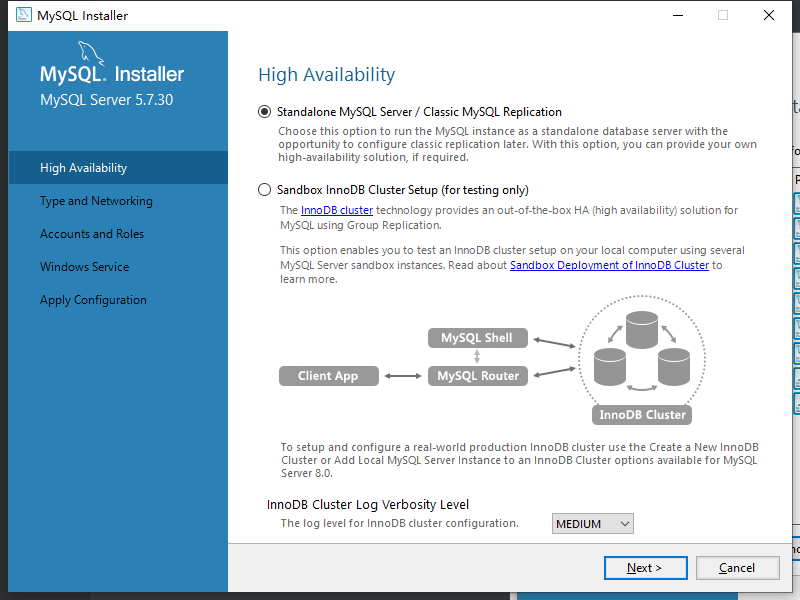 MySQL Installer
MySQL. Installer
MySQL Server 5.7.30
High Availability
Type and Networking
Accounts and Roles
Windows Service
Apply Configuration
High Availability
Standalone MySQL Server / Classic MySQL Replication
Choose this option to run the MySQL instance as a standalone database server with the
opportunity to configure classic replication later. With this option, you can provide your own
high-availability solution, if required.
Sandbox InnoDB Cluster Setup (for testing only)
The InnoDB cluster technology provides an out-of-the-box HA (high availability) solution for
MySQL using Group Replication.
This option enables you to test an InnoDB cluster setup on your local computer using several
MySQL Server sandbox instances. Read about Sandbox Deployment of InnoDB Cluster to
learn more.
MySQL Shell
Client App
MySQL Router
InnoDB Cluster
To setup and configure a real-world production InnoDB cluster use the Create a New InnoDB
Cluster or Add Local MySQL Server Instance to an InnoDB Cluster options available for MySQL
Server 8.0.
InnoDB Cluster Log Verbosity Level
The log level for InnoDB cluster configuration.
MEDIUM
Next >
Cancel